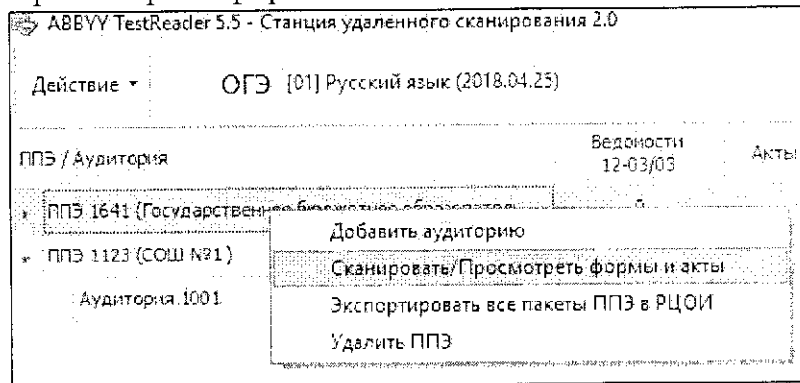 ABBYY TestReader 5.5 - Станция удаленного сканирования 2.0
Действие ОГЭ [01] Русский язык (2018.04.25)
ППЭ / Аудитория Ведомости 12-03/03 Акты
ППЭ 1641 (Государственное бюджетное образовател
Добавить аудиторию
ППЭ 1123 (СОШ №1)
Сканировать/Просмотреть формы и акты
Аудитория 1001
Экспортировать все пакеты ППЭ в РЦОИ
Удалить ППЭ